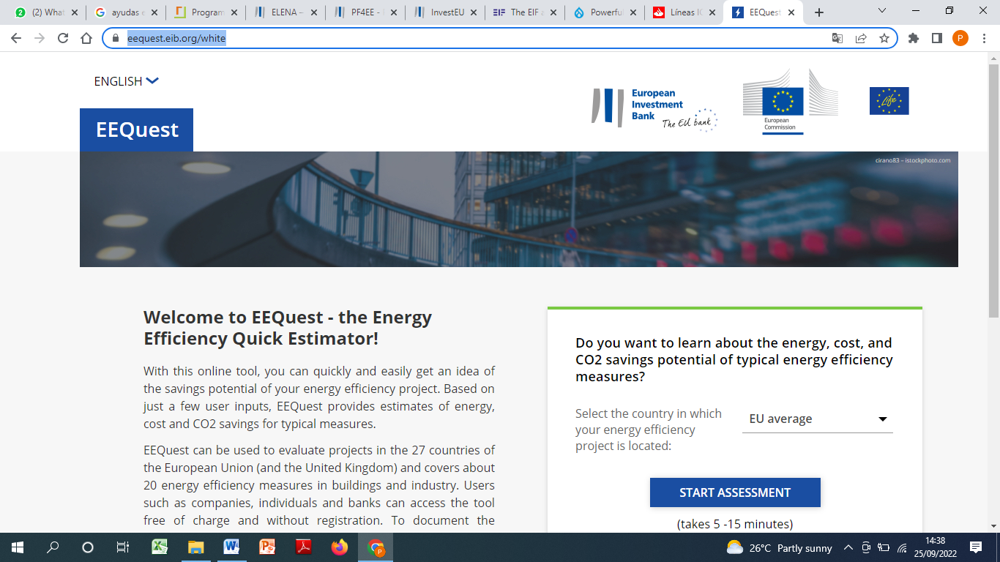 (2) What
ayudas e
Program
ELENA –
PF4EE -
InvestEU
The EIF a
Powerful
Líneas IC
EEQuest
eequest.eib.org/white
P
ENGLISH
European
Investment
Bank
The EU bank
European
Commission
Life
EEQuest
cirano83 – istockphoto.com
Welcome to EEQuest - the Energy
Efficiency Quick Estimator!
With this online tool, you can quickly and easily get an idea of
the savings potential of your energy efficiency project. Based on
just a few user inputs, EEQuest provides estimates of energy,
cost and CO2 savings for typical measures.
EEQuest can be used to evaluate projects in the 27 countries of
the European Union (and the United Kingdom) and covers about
20 energy efficiency measures in buildings and industry. Users
such as companies, individuals and banks can access the tool
free of charge and without registration. To document the
Do you want to learn about the energy, cost, and
CO2 savings potential of typical energy efficiency
measures?
Select the country in which
your energy efficiency
project is located:
EU average
START ASSESSMENT
(takes 5 -15 minutes)
26°C Partly sunny
14:38
25/09/2022